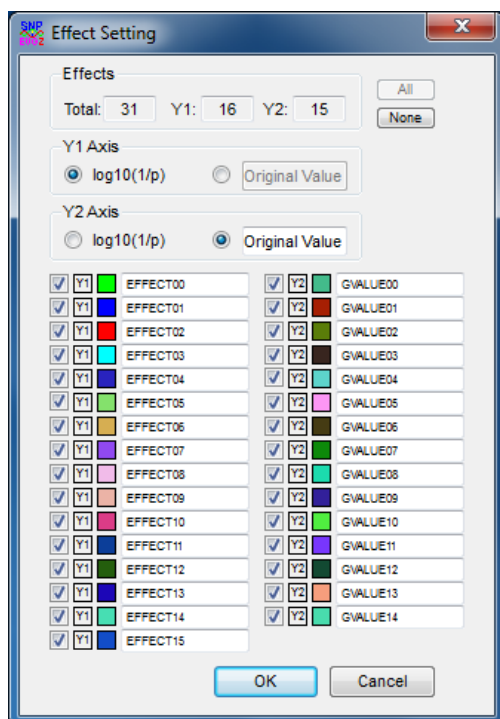 SNP
EVG2 Effect Setting
Effects
Total: 31 Y1: 16 Y2: 15
All
None
Y1 Axis
log10(1/p) Original Value
Y2 Axis
log10(1/p) Original Value
Y1 EFFECT00 Y2 GVALUE00
Y1 EFFECT01 Y2 GVALUE01
Y1 EFFECT02 Y2 GVALUE02
Y1 EFFECT03 Y2 GVALUE03
Y1 EFFECT04 Y2 GVALUE04
Y1 EFFECT05 Y2 GVALUE05
Y1 EFFECT06 Y2 GVALUE06
Y1 EFFECT07 Y2 GVALUE07
Y1 EFFECT08 Y2 GVALUE08
Y1 EFFECT09 Y2 GVALUE09
Y1 EFFECT10 Y2 GVALUE10
Y1 EFFECT11 Y2 GVALUE11
Y1 EFFECT12 Y2 GVALUE12
Y1 EFFECT13 Y2 GVALUE13
Y1 EFFECT14 Y2 GVALUE14
Y1 EFFECT15
OK Cancel